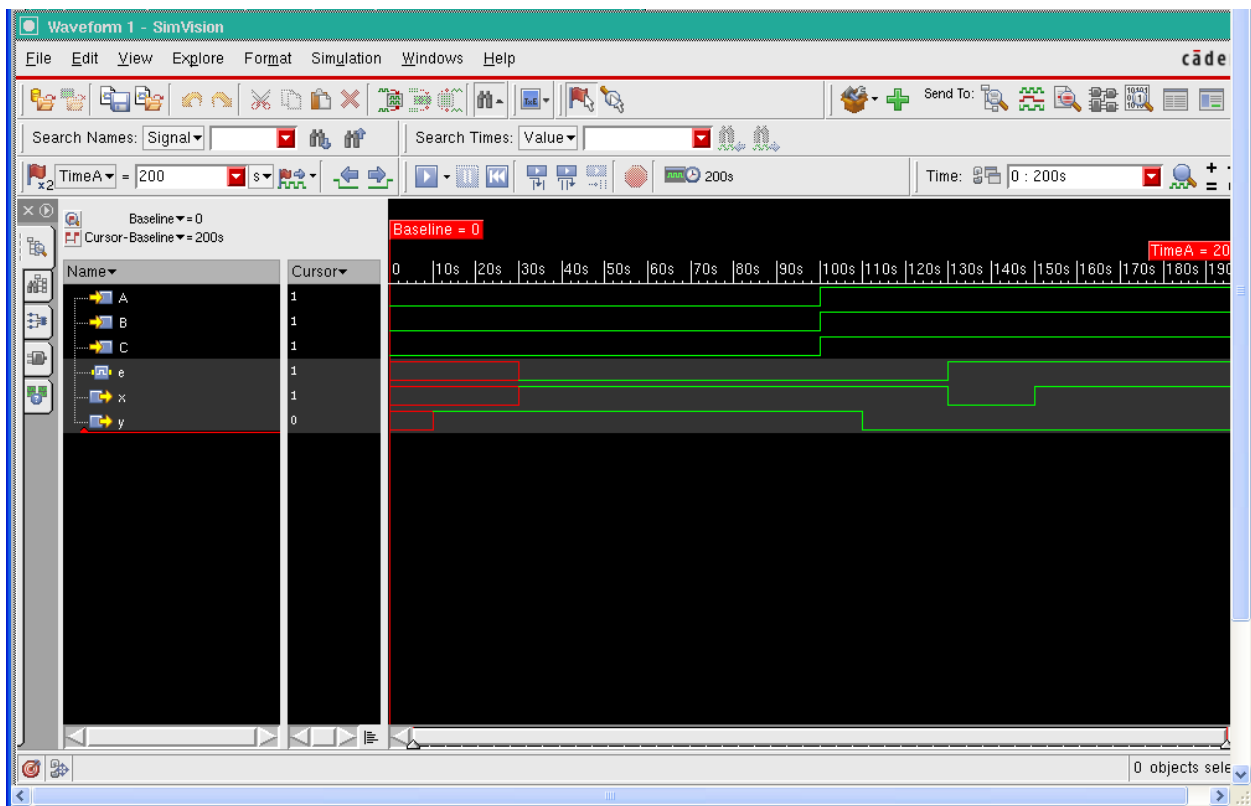 Waveform 1 - SimVision
File Edit View Explore Format Simulation Windows Help
cāde
Send To:
Search Names: Signal Search Times: Value
x2 TimeA = 200 s 200s Time: 0 : 200s
Baseline = 0
Cursor-Baseline = 200s
Baseline = 0
TimeA = 20
Name Cursor
0 10s 20s 30s 40s 50s 60s 70s 80s 90s 100s 110s 120s 130s 140s 150s 160s 170s 180s 190
A 1
B 1
C 1
e 1
x 1
y 0
0 objects sele